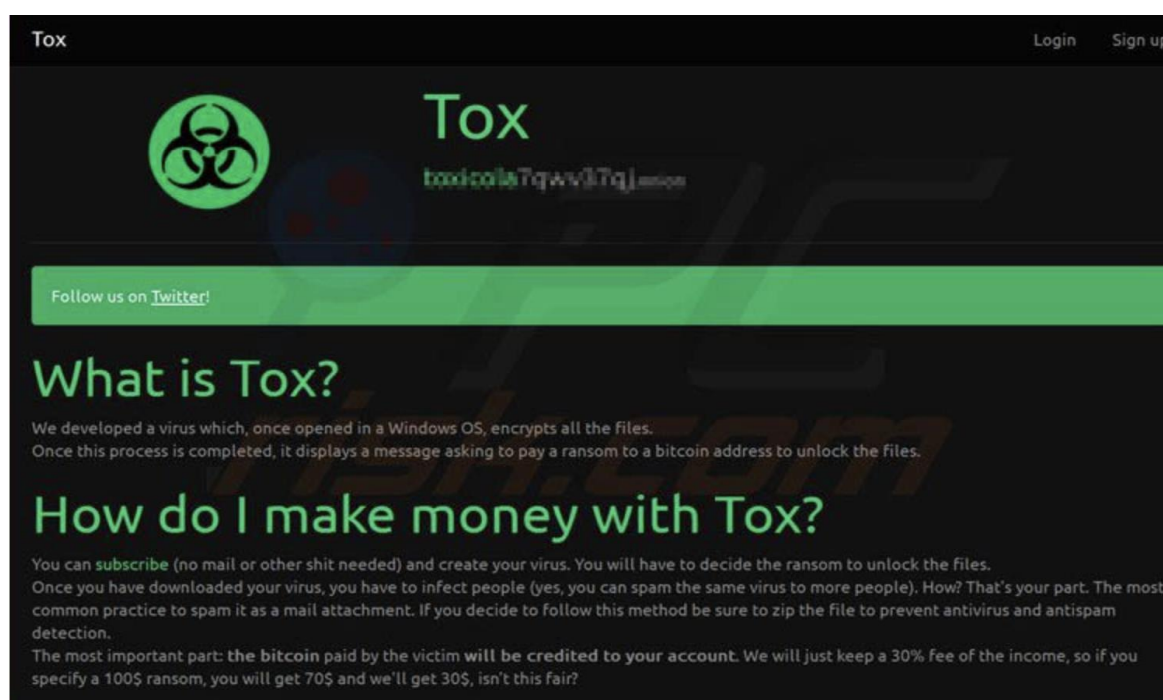 Tox
Login Sign up
Tox
Follow us on Twitter!
What is Tox?
We developed a virus which, once opened in a Windows OS, encrypts all the files.
Once this process is completed, it displays a message asking to pay a ransom to a bitcoin address to unlock the files.
How do I make money with Tox?
You can subscribe (no mail or other shit needed) and create your virus. You will have to decide the ransom to unlock the files.
Once you have downloaded your virus, you have to infect people (yes, you can spam the same virus to more people). How? That's your part. The most
common practice to spam it as a mail attachment. If you decide to follow this method be sure to zip the file to prevent antivirus and antispam
detection.
The most important part: the bitcoin paid by the victim will be credited to your account. We will just keep a 30% fee of the income, so if you
specify a 100$ ransom, you will get 70$ and we'll get 30$, isn't this fair?
PC
risk.com